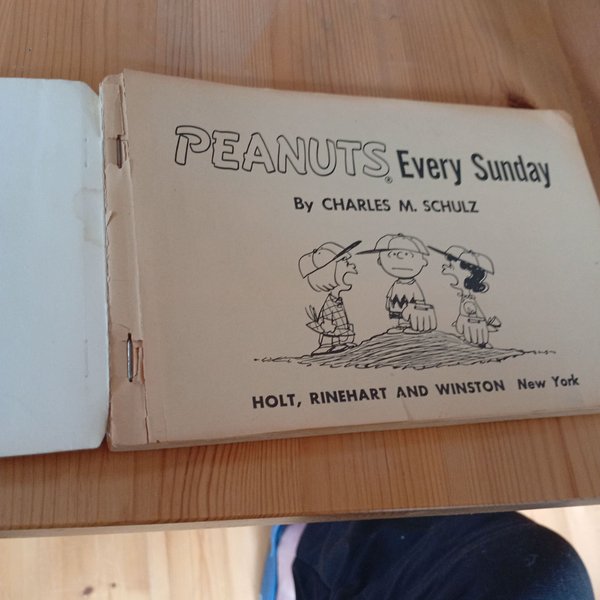 PEANUTS® Every Sunday
By CHARLES M. SCHULZ
HOLT, RINEHART AND WINSTON New York